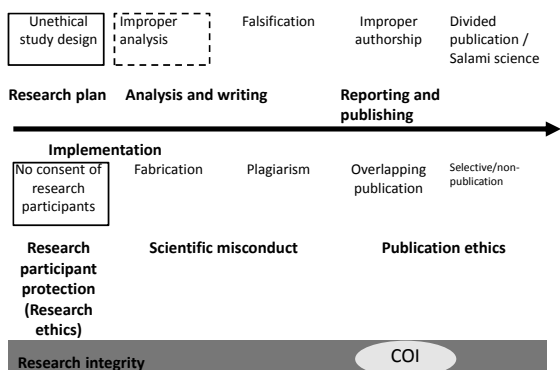 Unethical
study design
Improper
analysis
Falsification
Improper
authorship
Divided
publication /
Salami science
Research plan
Analysis and writing
Reporting and
publishing
Implementation
No consent of
research
participants
Fabrication
Plagiarism
Overlapping
publication
Selective/non-
publication
Research
participant
protection
(Research
ethics)
Scientific misconduct
Publication ethics
Research integrity
COI